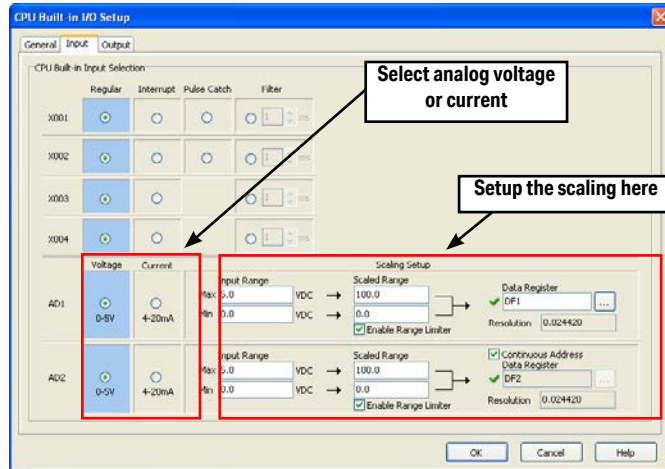 CPU Built-in I/O Setup
General Input Output
CPU Built-in Input Selection
Select analog voltage
or current
Regular Interrupt Pulse Catch Filter
X001 1 ms
X002 1 ms
Setup the scaling here
X003 1 ms
X004 1 ms
Voltage Current Scaling Setup
Input Range Scaled Range Data Register
AD1 Max 5.0 VDC → 100.0 DF1 ...
0-5V 4-20mA Min 0.0 VDC → 0.0 Resolution 0.024420
Enable Range Limiter
Input Range Scaled Range Continuous Address
Data Register
AD2 Max 5.0 VDC → 100.0 DF2 ...
0-5V 4-20mA Min 0.0 VDC → 0.0 Resolution 0.024420
Enable Range Limiter
OK Cancel Help